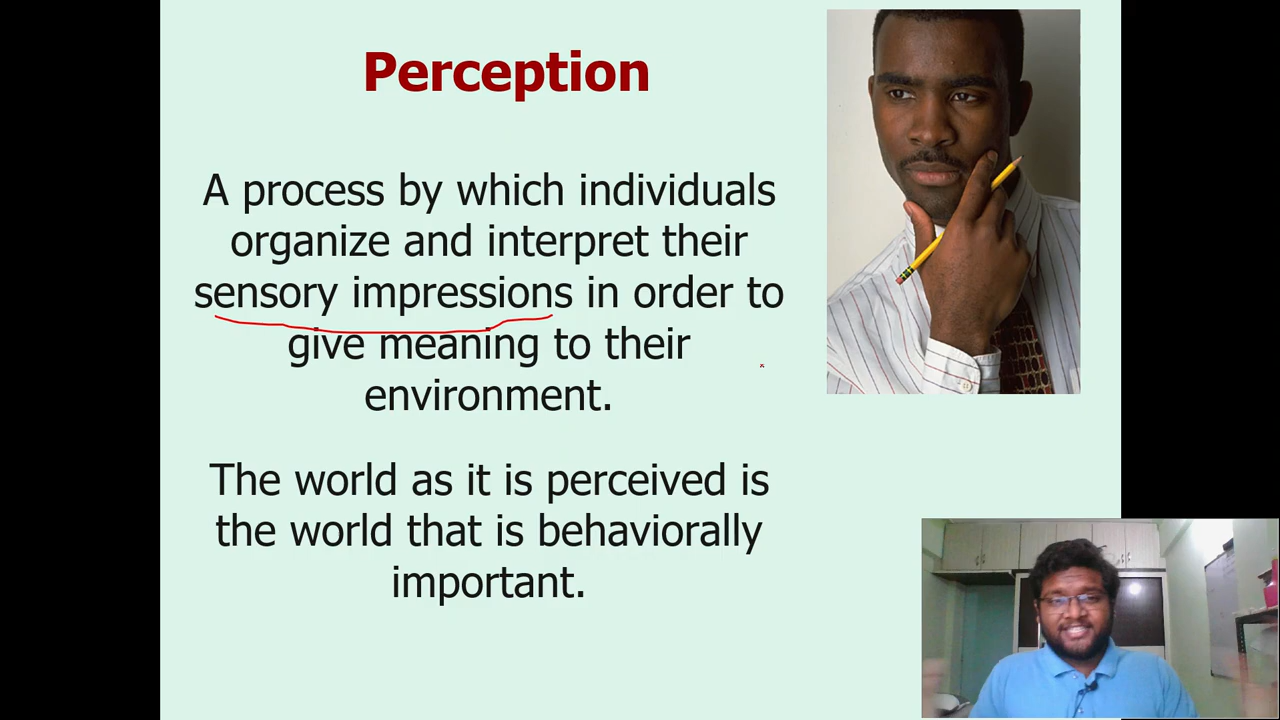 Perception
A process by which individuals
organize and interpret their
sensory impressions in order to
give meaning to their
environment.
The world as it is perceived is
the world that is behaviorally
important.